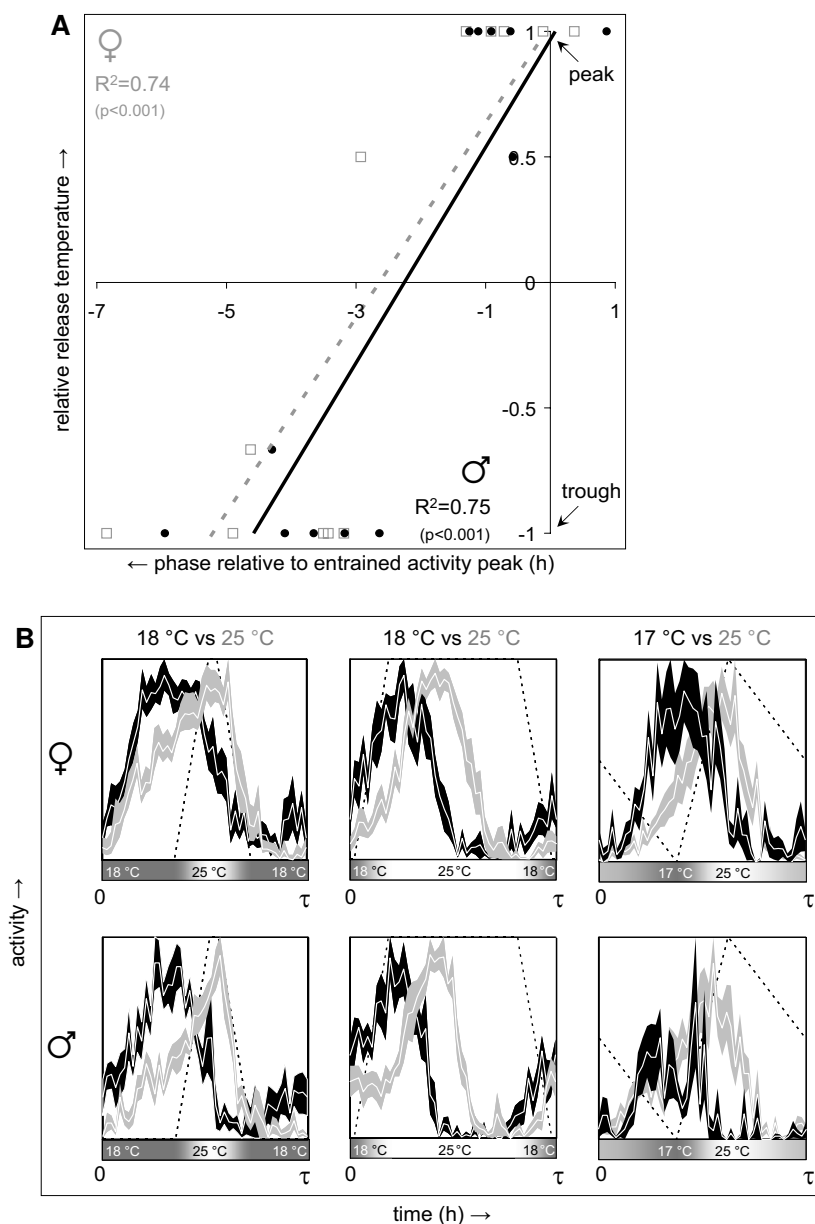 A
♀
R²=0.74
(p<0.001)
1
peak
0.5
0
-7 -5 -3 -1 1
-0.5
♂
R²=0.75
(p<0.001)
trough
-1
relative release temperature →
← phase relative to entrained activity peak (h)
B
18 °C vs 25 °C 18 °C vs 25 °C 17 °C vs 25 °C
♀
18 °C 25 °C 18 °C 18 °C 25 °C 18 °C 17 °C 25 °C
0 τ 0 τ 0 τ
activity →
♂
18 °C 25 °C 18 °C 18 °C 25 °C 18 °C 17 °C 25 °C
0 τ 0 τ 0 τ
time (h) →